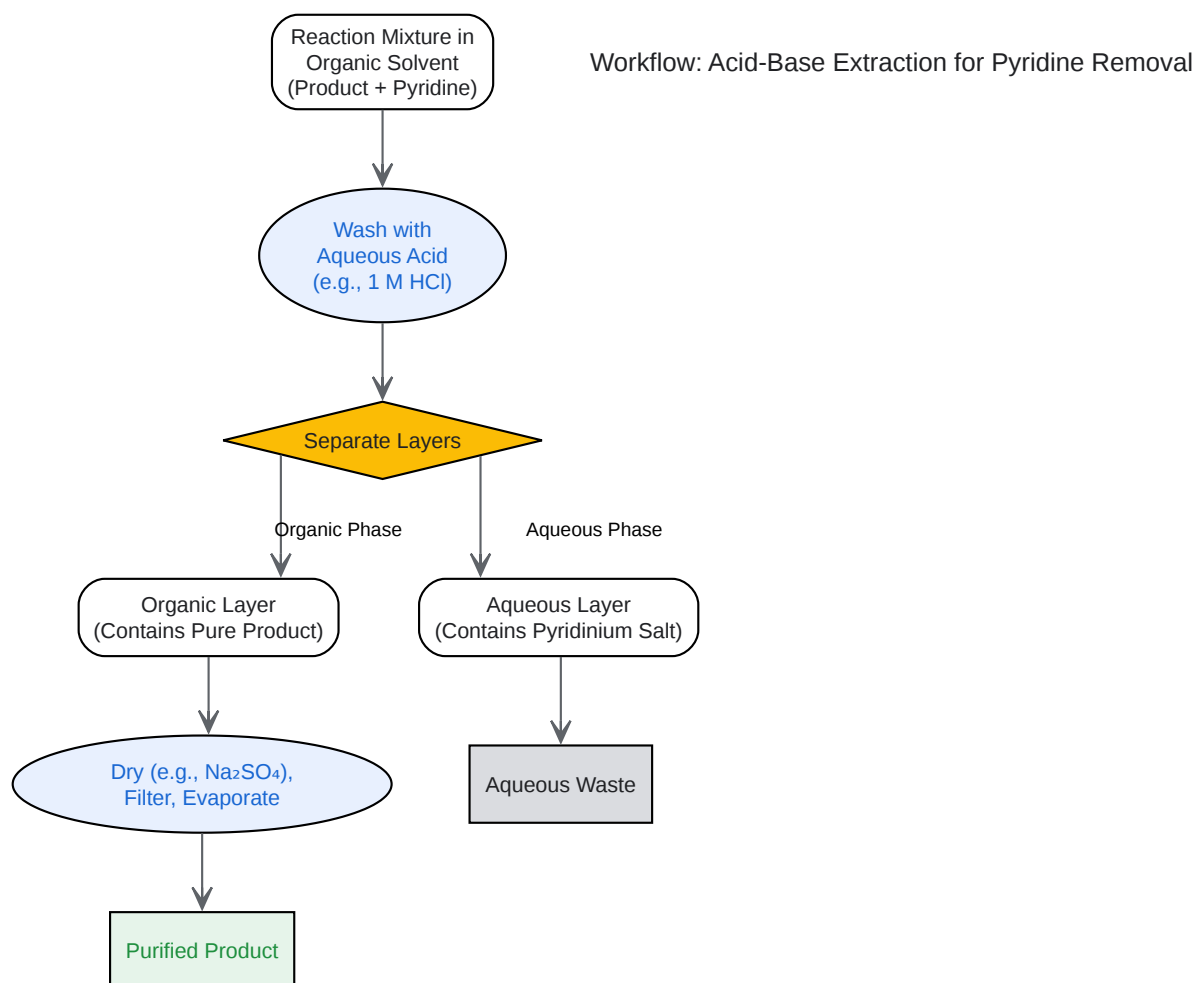 Reaction Mixture in
Organic Solvent
(Product + Pyridine)
Workflow: Acid-Base Extraction for Pyridine Removal
Wash with
Aqueous Acid
(e.g., 1 M HCl)
Separate Layers
Organic Phase
Aqueous Phase
Organic Layer
(Contains Pure Product)
Aqueous Layer
(Contains Pyridinium Salt)
Dry (e.g., Na₂SO₄),
Filter, Evaporate
Aqueous Waste
Purified Product